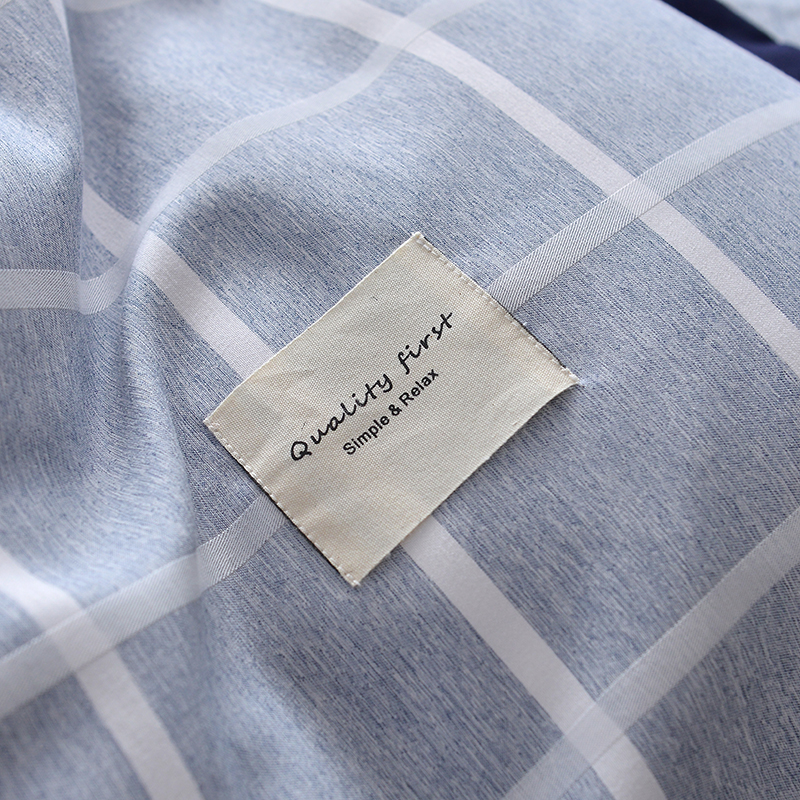 Quality first
Simple & Relax